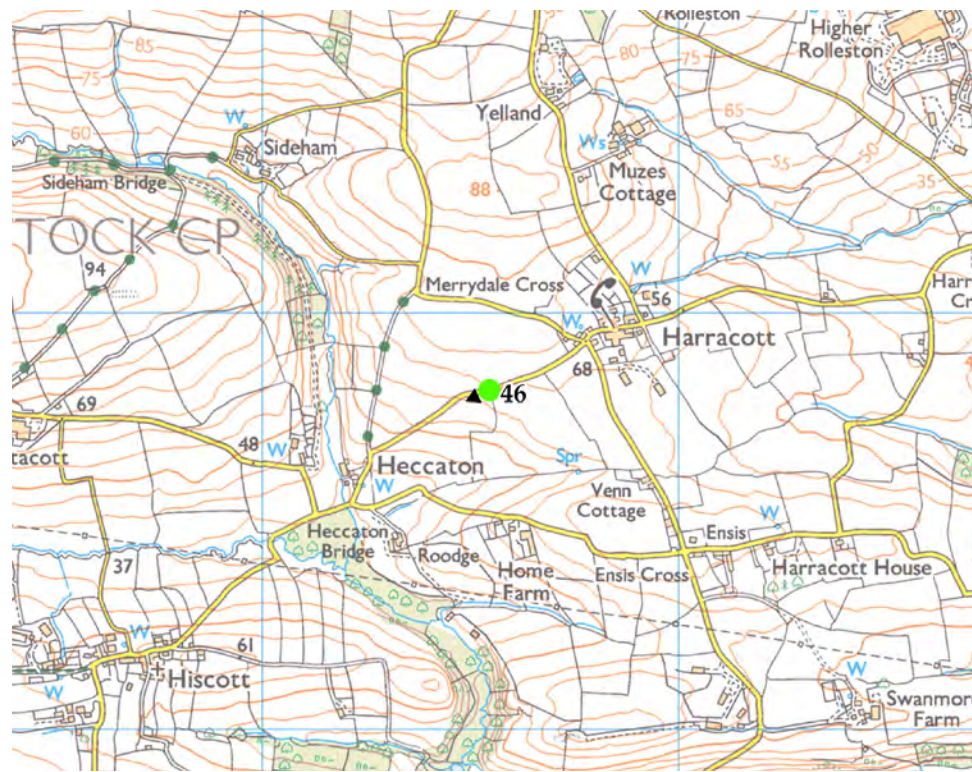 Rolleston
Higher
Rolleston
85
75
80
75
60
65
55
50
35
W
Sideham
Yelland
Ws
Muzes
Cottage
88
Sideham Bridge
TOCK CP
94
Merrydale Cross
W
56
Harr
Cr
W
Harracott
68
46
69
tacott
48
W
Heccaton
W
Spr
Venn
Cottage
W
Ensis
Heccaton
Bridge
Roodge
Home
Farm
Ensis Cross
Harracott House
37
W
61
Hiscott
W
W
Swanmor
Farm